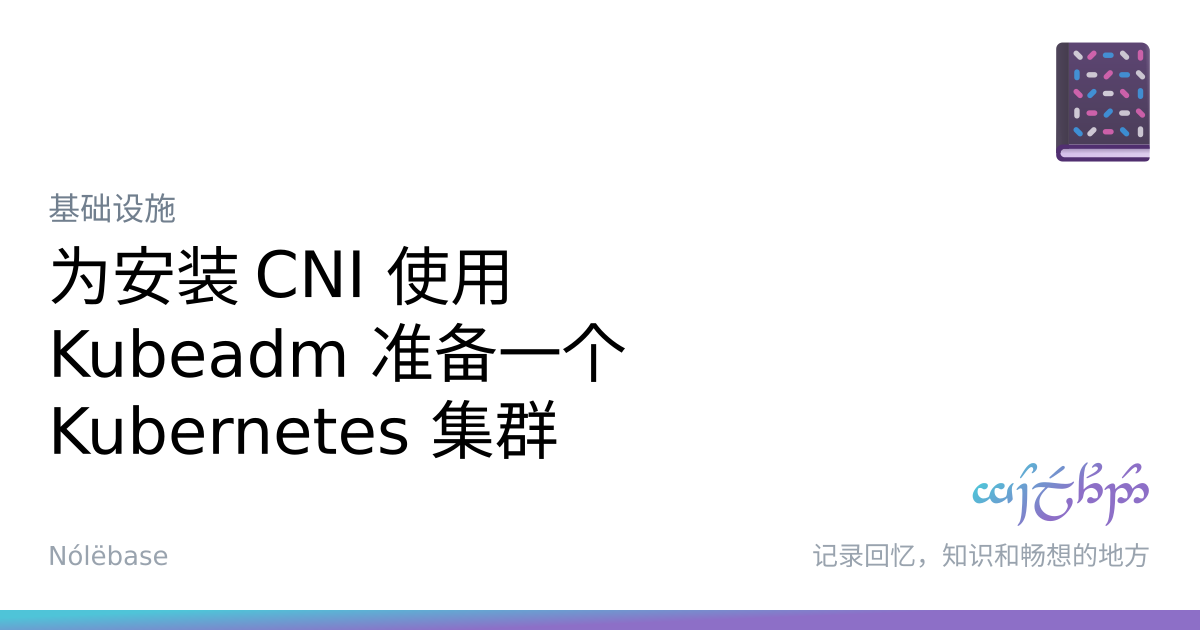 基础设施
为安装 CNI 使用
Kubeadm 准备一个
Kubernetes 集群
Nólëbase
记录回忆，知识和畅想的地方